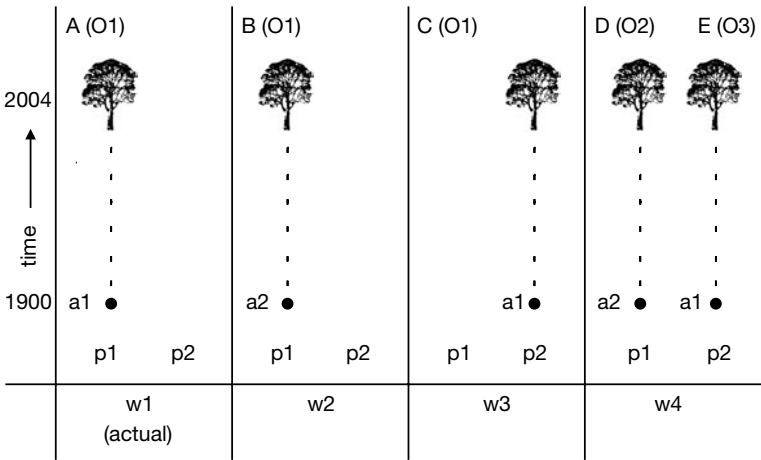 A (O1) B (O1) C (O1) D (O2) E (O3)
2004
time
1900 a1 a2 a1 a2 a1
p1 p2 p1 p2 p1 p2 p1 p2
w1 w2 w3 w4
(actual)